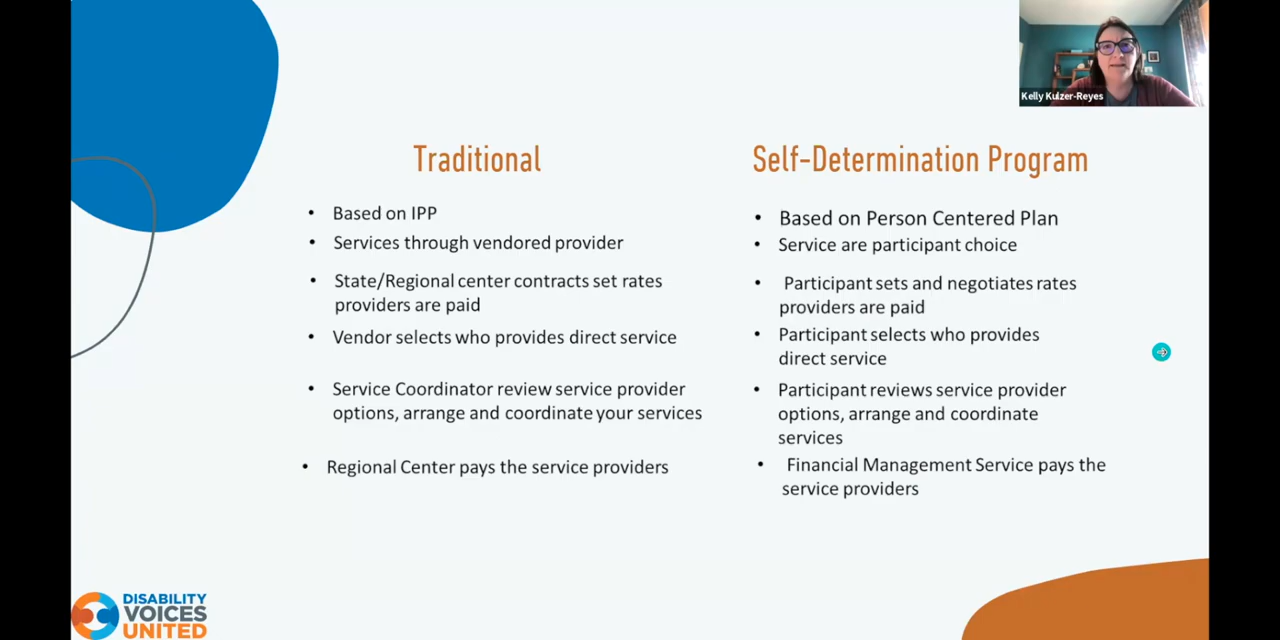 Kelly Kulzer-Reyes
Traditional
• Based on IPP
• Services through vendored provider
• State/Regional center contracts set rates
providers are paid
• Vendor selects who provides direct service
• Service Coordinator review service provider
options, arrange and coordinate your services
• Regional Center pays the service providers
Self-Determination Program
• Based on Person Centered Plan
• Service are participant choice
• Participant sets and negotiates rates
providers are paid
• Participant selects who provides
direct service
• Participant reviews service provider
options, arrange and coordinate
services
• Financial Management Service pays the
service providers
DISABILITY
VOICES
UNITED